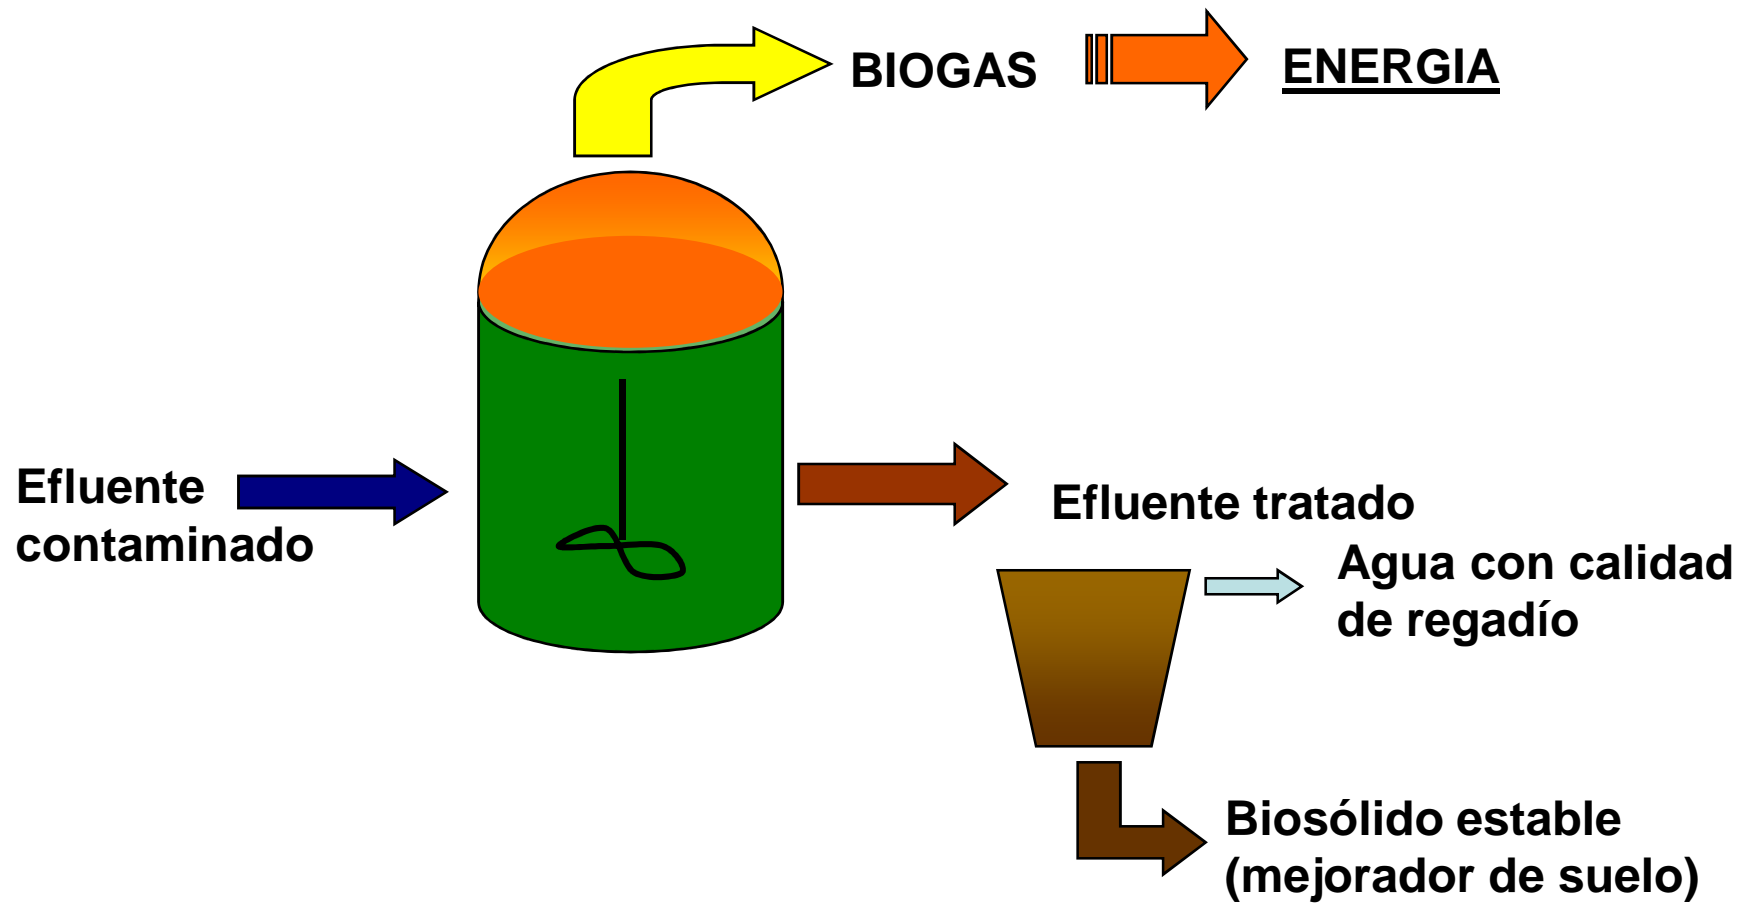 BIOGAS
ENERGIA
Efluente
contaminado
Efluente tratado
Agua con calidad
de regadío
Biosólido estable
(mejorador de suelo)